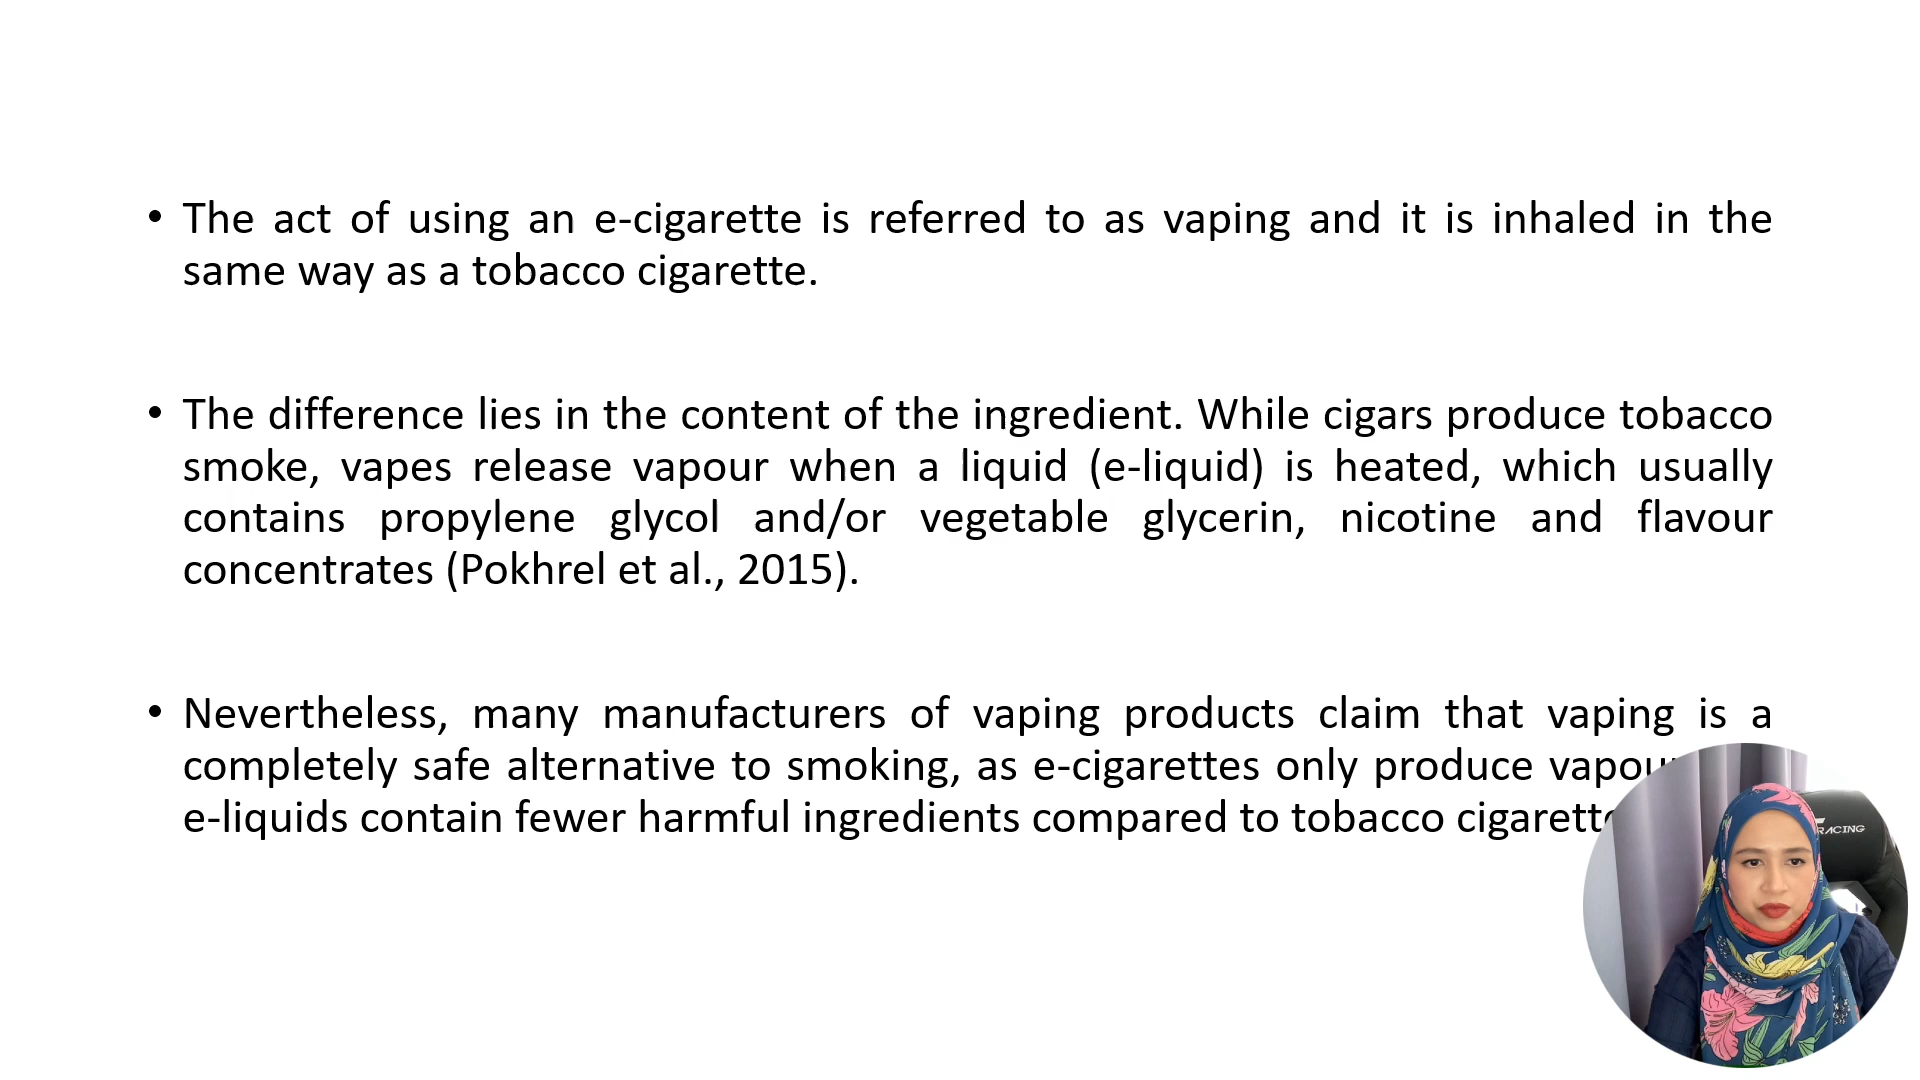 • The act of using an e-cigarette is referred to as vaping and it is inhaled in the
same way as a tobacco cigarette.
• The difference lies in the content of the ingredient. While cigars produce tobacco
smoke, vapes release vapour when a liquid (e-liquid) is heated, which usually
contains propylene glycol and/or vegetable glycerin, nicotine and flavour
concentrates (Pokhrel et al., 2015).
• Nevertheless, many manufacturers of vaping products claim that vaping is a
completely safe alternative to smoking, as e-cigarettes only produce
e-liquids contain fewer harmful ingredients compared to tobacco
RACING